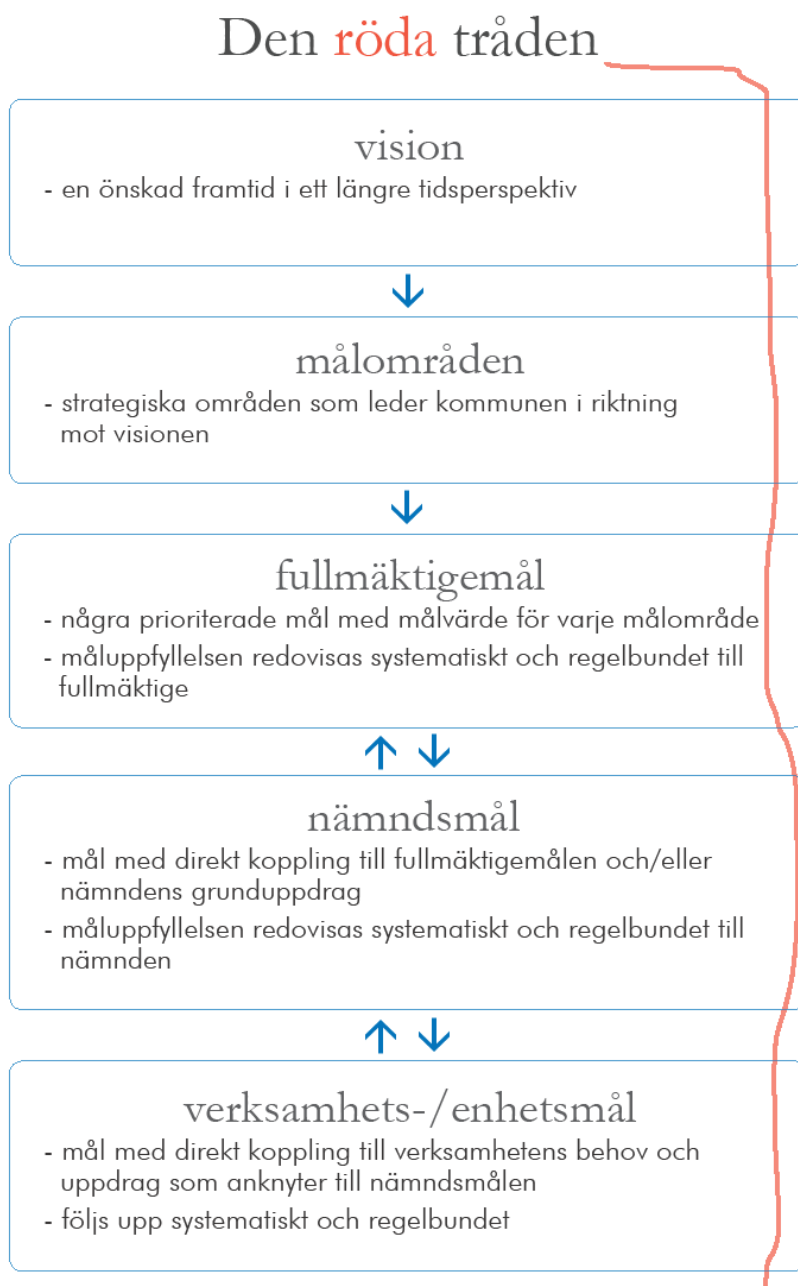 Den röda tråden
vision
- en önskad framtid i ett längre tidsperspektiv
målområden
- strategiska områden som leder kommunen i riktning
mot visionen
fullmäktigemål
- några prioriterade mål med målvärde för varje målområde
- måluppfyllelsen redovisas systematiskt och regelbundet till
fullmäktige
nämndsmål
- mål med direkt koppling till fullmäktigemålen och/eller
nämndens grunduppdrag
- måluppfyllelsen redovisas systematiskt och regelbundet till
nämnden
verksamhets-/enhetsmål
- mål med direkt koppling till verksamhetens behov och
uppdrag som anknyter till nämndsmålen
- följs upp systematiskt och regelbundet